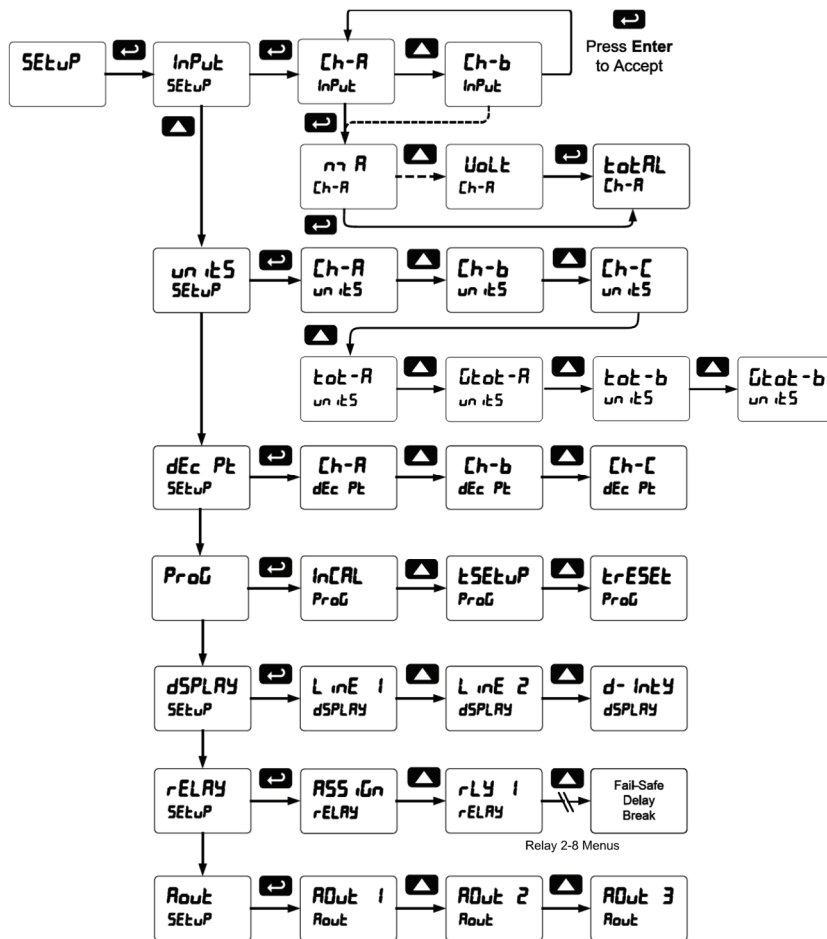 Press Enter
to Accept
SEtuP
InPut
SEtuP
Ch-A
InPut
Ch-b
InPut
mA
Ch-A
VoLt
Ch-A
totAL
Ch-A
unitS
SEtuP
Ch-A
unitS
Ch-b
unitS
Ch-C
unitS
tot-A
unitS
Gtot-A
unitS
tot-b
unitS
Gtot-b
unitS
dEc Pt
SEtuP
Ch-A
dEc Pt
Ch-b
dEc Pt
Ch-C
dEc Pt
ProG
InCAL
ProG
tSEtuP
ProG
trESEt
ProG
dSPLAY
SEtuP
LinE 1
dSPLAY
LinE 2
dSPLAY
d-IntY
dSPLAY
rELAY
SEtuP
ASSiGn
rELAY
rLY 1
rELAY
Fail-Safe
Delay
Break
Relay 2-8 Menus
Aout
SEtuP
AOut 1
Aout
AOut 2
Aout
AOut 3
Aout